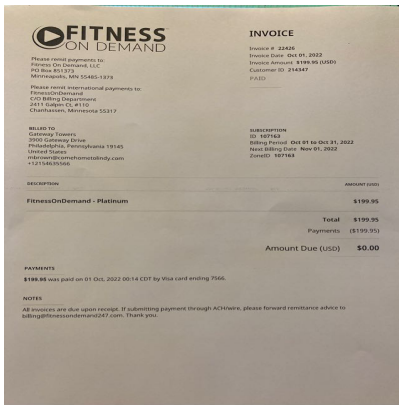 FITNESS
ON DEMAND
INVOICE
Invoice # 22426
Invoice Date Oct 01, 2022
Invoice Amount $199.95 (USD)
Customer ID 214347
PAID
Please remit payments to:
Fitness On Demand, LLC
PO Box 851373
Minneapolis, MN 55485-1373
Please remit international payments to:
FitnessOnDemand
C/O Billing Department
2411 Galpin Ct, #110
Chanhassen, Minnesota 55317
BILLED TO
Gateway Towers
3900 Gateway Drive
Philadelphia, Pennsylvania 19145
United States
mbrown@comehometolindy.com
+12154635566
SUBSCRIPTION
ID 107163
Billing Period Oct 01 to Oct 31, 2022
Next Billing Date Nov 01, 2022
ZoneID 107163
DESCRIPTION AMOUNT (USD)
FitnessOnDemand - Platinum $199.95
Total $199.95
Payments ($199.95)
Amount Due (USD) $0.00
PAYMENTS
$199.95 was paid on 01 Oct, 2022 00:14 CDT by Visa card ending 7566.
NOTES
All invoices are due upon receipt. If submitting payment through ACH/wire, please forward remittance advice to
billing@fitnessondemand247.com. Thank you.